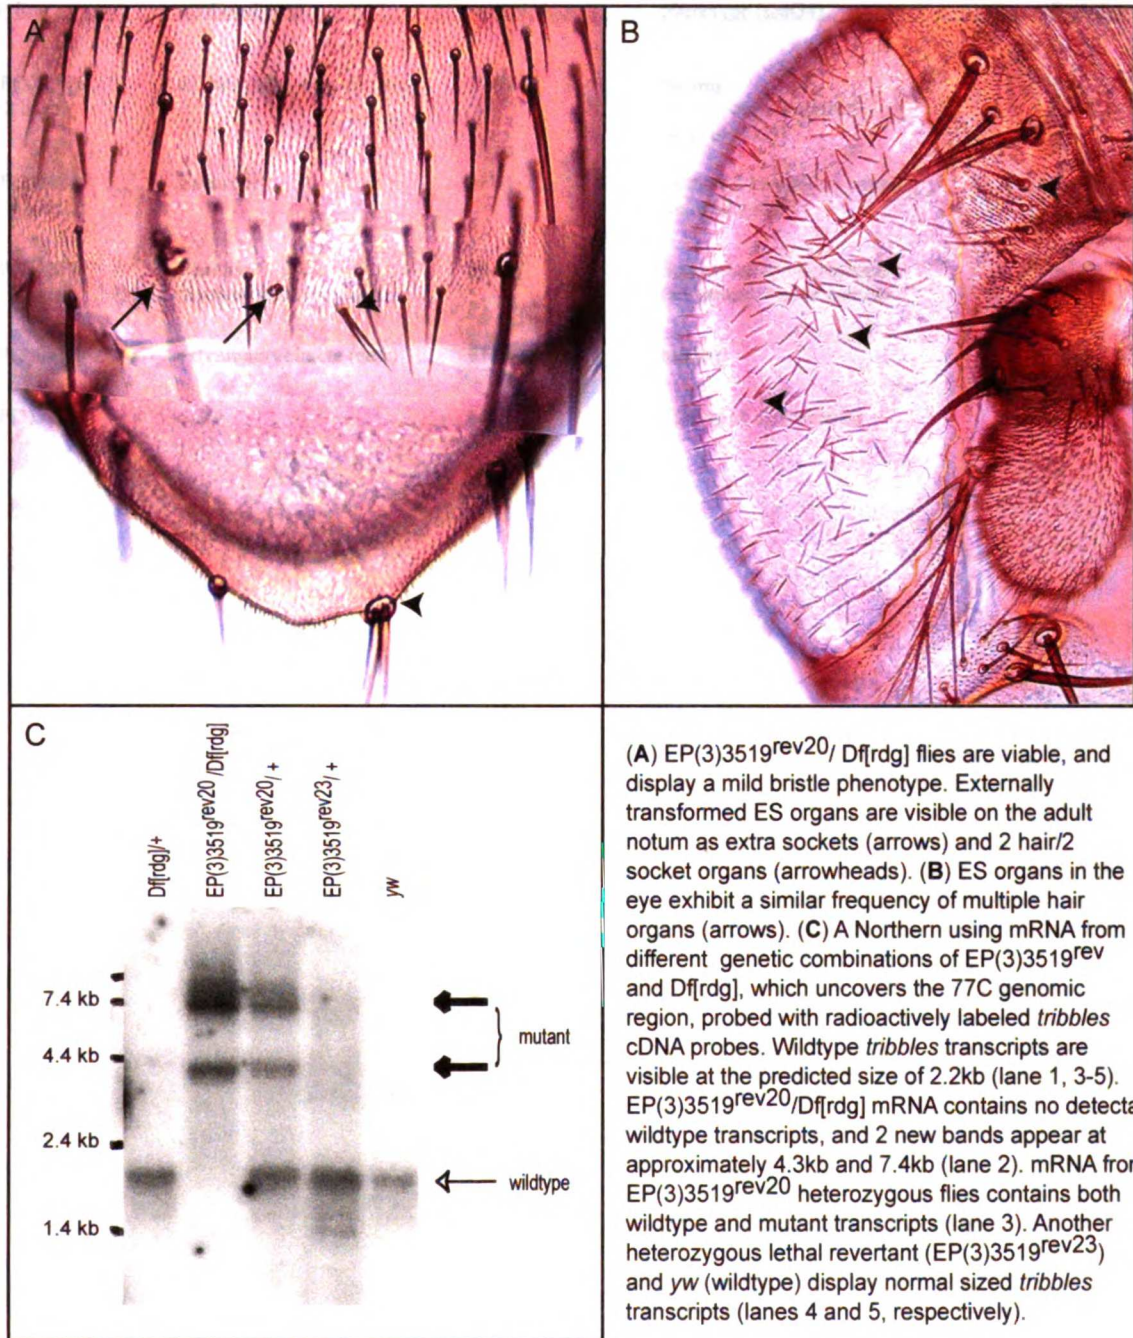 A
B
C
Df[rdg]/+
EP(3)3519rev20/Df[rdg]
EP(3)3519rev20/+
EP(3)3519rev23/+
yw
7.4 kb
4.4 kb
2.4 kb
1.4 kb
mutant
wildtype
(A) EP(3)3519rev20/ Df[rdg] flies are viable, and
display a mild bristle phenotype. Externally
transformed ES organs are visible on the adult
notum as extra sockets (arrows) and 2 hair/2
socket organs (arrowheads). (B) ES organs in the
eye exhibit a similar frequency of multiple hair
organs (arrows). (C) A Northern using mRNA from
different genetic combinations of EP(3)3519rev
and Df[rdg], which uncovers the 77C genomic
region, probed with radioactively labeled tribbles
cDNA probes. Wildtype tribbles transcripts are
visible at the predicted size of 2.2kb (lane 1, 3-5).
EP(3)3519rev20/Df[rdg] mRNA contains no detecta
wildtype transcripts, and 2 new bands appear at
approximately 4.3kb and 7.4kb (lane 2). mRNA from
EP(3)3519rev20 heterozygous flies contains both
wildtype and mutant transcripts (lane 3). Another
heterozygous lethal revertant (EP(3)3519rev23)
and yw (wildtype) display normal sized tribbles
transcripts (lanes 4 and 5, respectively).